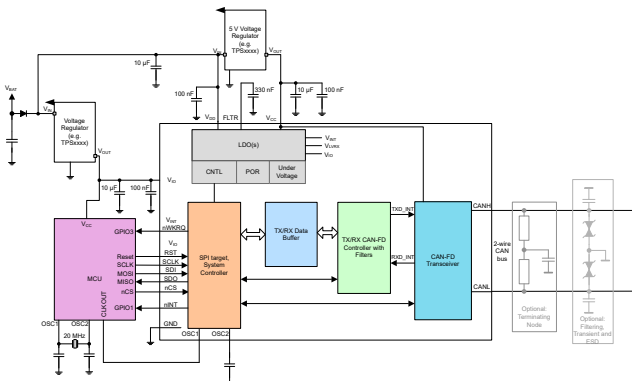 5 V Voltage
Regulator
(e.g.
TPSxxxx)
VIN
VOUT
10 µF
100 nF
330 nF
10 µF
100 nF
VBAT
VIN
Voltage
Regulator
(e.g.
TPSxxxx)
VOUT
VDD
FLTR
VCC
LDO(s)
VINT
VLVRX
VIO
CNTL
POR
Under
Voltage
10 µF
100 nF
VIO
VCC
GPIO3
VINT
nWKRQ
VIO
Reset
RST
SCLK
SCLK
MCU
MOSI
SDI
MISO
SDO
nCS
nCS
GPIO1
nINT
CLKOUT
GND
OSC1
OSC2
OSC1
OSC2
20 MHz
SPI target,
System
Controller
TX/RX Data
Buffer
TX/RX CAN-FD
Controller with
Filters
TXD_INT
RXD_INT
CAN-FD
Transceiver
CANH
2-wire
CAN
bus
CANL
Optional:
Terminating
Node
Optional:
Filtering,
Transient and
ESD